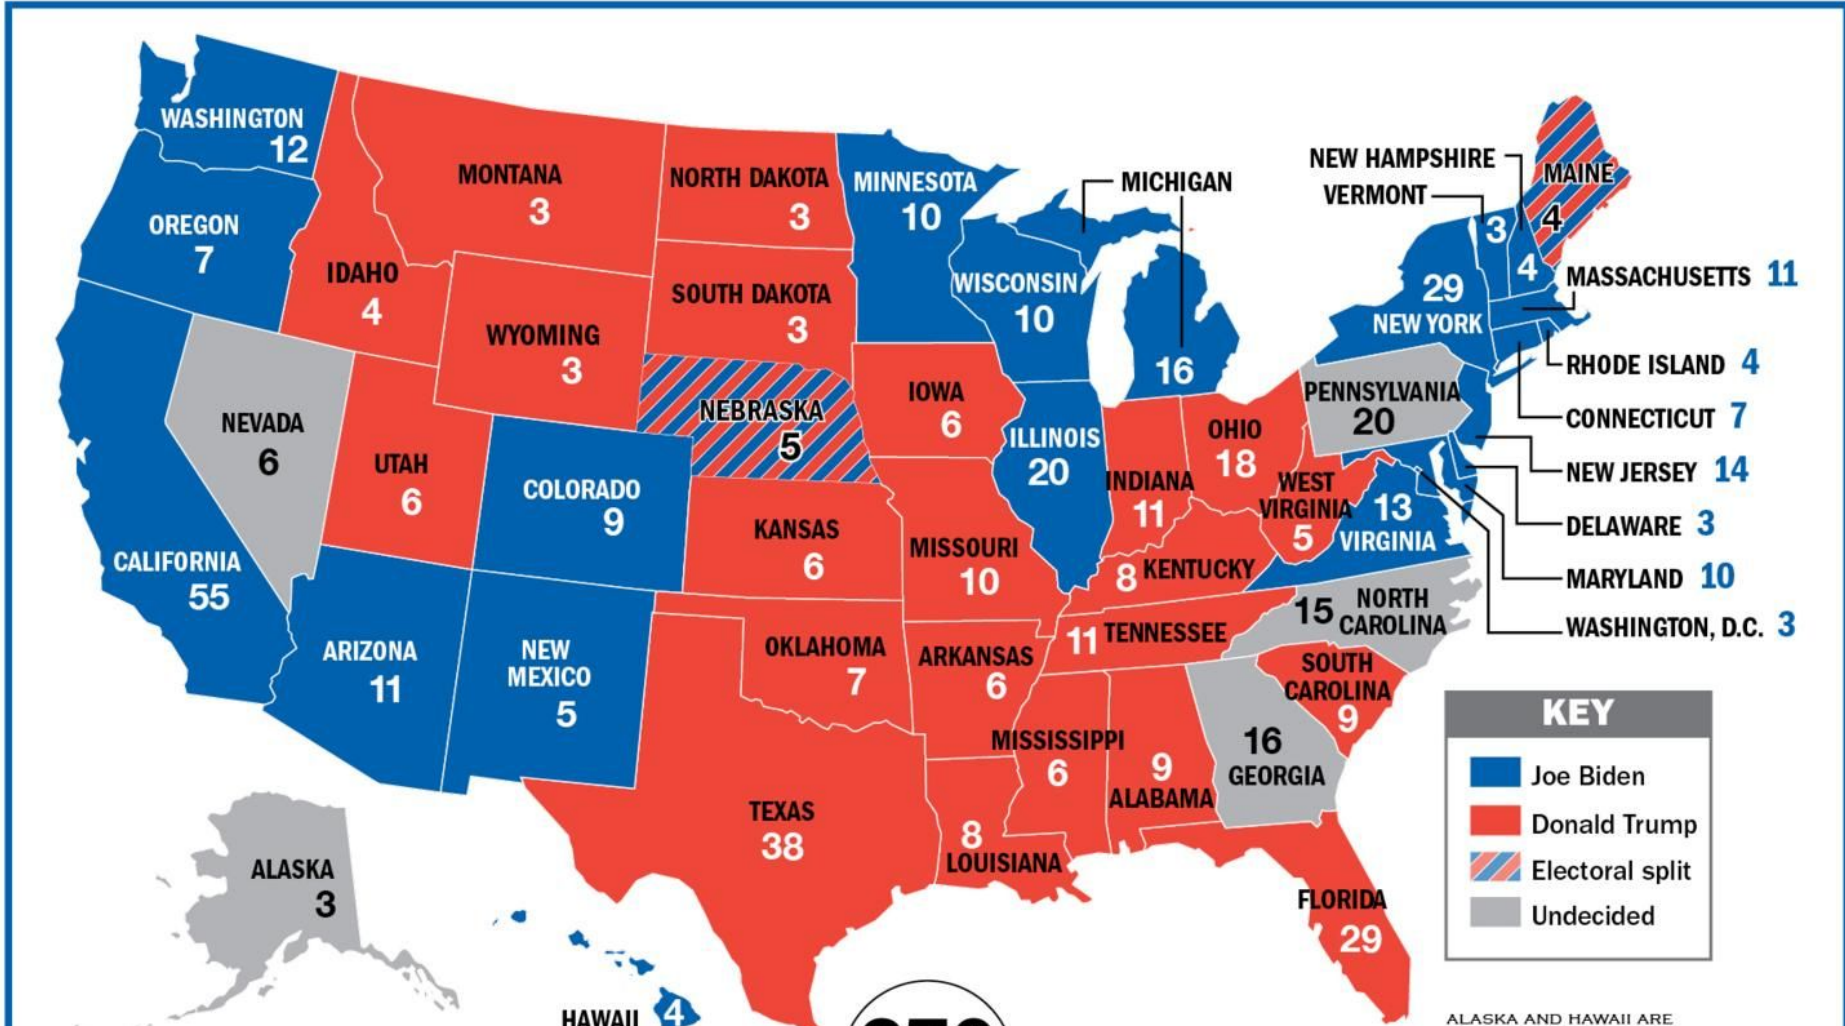 WASHINGTON
12
OREGON
7
CALIFORNIA
55
NEVADA
6
IDAHO
4
MONTANA
3
WYOMING
3
UTAH
6
COLORADO
9
ARIZONA
11
NEW
MEXICO
5
NORTH DAKOTA
3
SOUTH DAKOTA
3
NEBRASKA
5
KANSAS
6
OKLAHOMA
7
TEXAS
38
MINNESOTA
10
IOWA
6
MISSOURI
10
ARKANSAS
6
8
LOUISIANA
WISCONSIN
10
ILLINOIS
20
MICHIGAN
16
INDIANA
11
OHIO
18
8 KENTUCKY
11 TENNESSEE
MISSISSIPPI
6
9
ALABAMA
16
GEORGIA
FLORIDA
29
SOUTH
CAROLINA
9
15 NORTH
CAROLINA
13
VIRGINIA
WEST
VIRGINIA
5
PENNSYLVANIA
20
29
NEW YORK
NEW HAMPSHIRE
4
VERMONT
3
MAINE
4
MASSACHUSETTS 11
RHODE ISLAND 4
CONNECTICUT 7
NEW JERSEY 14
DELAWARE 3
MARYLAND 10
WASHINGTON, D.C. 3
ALASKA
3
HAWAII 4
KEY
Joe Biden
Donald Trump
Electoral split
Undecided
ALASKA AND HAWAII ARE